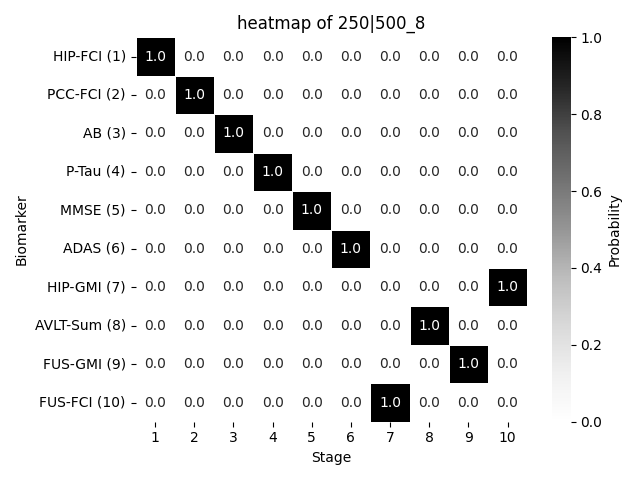 heatmap of 250|500_8
HIP-FCI (1) 1.0 0.0 0.0 0.0 0.0 0.0 0.0 0.0 0.0 0.0
PCC-FCI (2) 0.0 1.0 0.0 0.0 0.0 0.0 0.0 0.0 0.0 0.0
AB (3) 0.0 0.0 1.0 0.0 0.0 0.0 0.0 0.0 0.0 0.0
P-Tau (4) 0.0 0.0 0.0 1.0 0.0 0.0 0.0 0.0 0.0 0.0
MMSE (5) 0.0 0.0 0.0 0.0 1.0 0.0 0.0 0.0 0.0 0.0
ADAS (6) 0.0 0.0 0.0 0.0 0.0 1.0 0.0 0.0 0.0 0.0
HIP-GMI (7) 0.0 0.0 0.0 0.0 0.0 0.0 0.0 0.0 0.0 1.0
AVLT-Sum (8) 0.0 0.0 0.0 0.0 0.0 0.0 0.0 1.0 0.0 0.0
FUS-GMI (9) 0.0 0.0 0.0 0.0 0.0 0.0 0.0 0.0 1.0 0.0
FUS-FCI (10) 0.0 0.0 0.0 0.0 0.0 0.0 1.0 0.0 0.0 0.0
1 2 3 4 5 6 7 8 9 10
Stage
Biomarker
1.0
0.8
0.6
0.4
0.2
0.0
Probability